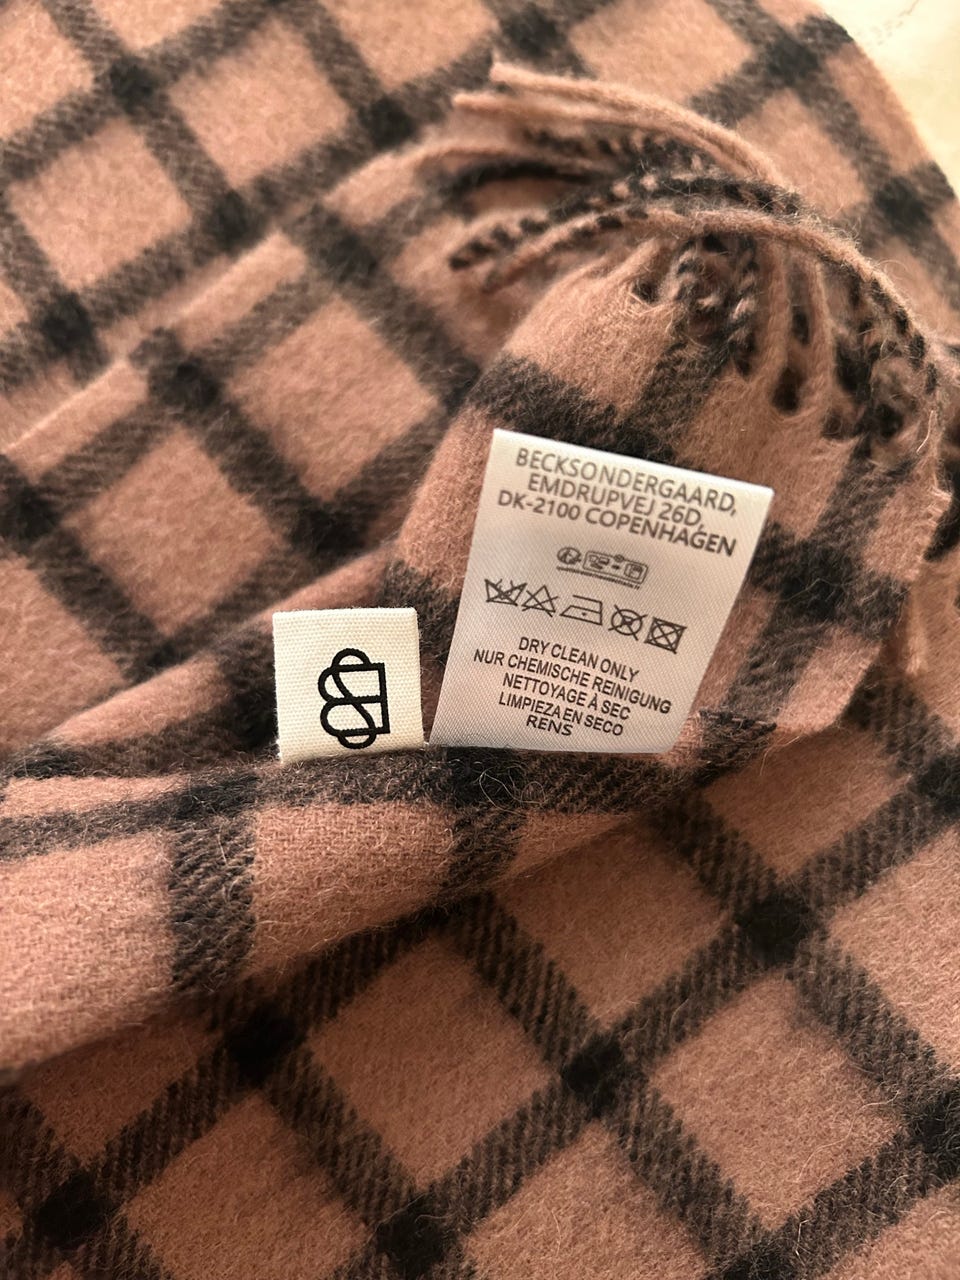 BECKSONDERGAARD,
EMDRUPVEJ 26D,
DK-2100 COPENHAGEN
DRY CLEAN ONLY
NUR CHEMISCHE REINIGUNG
NETTOYAGE À SEC
LIMPIEZA EN SECO
RENS